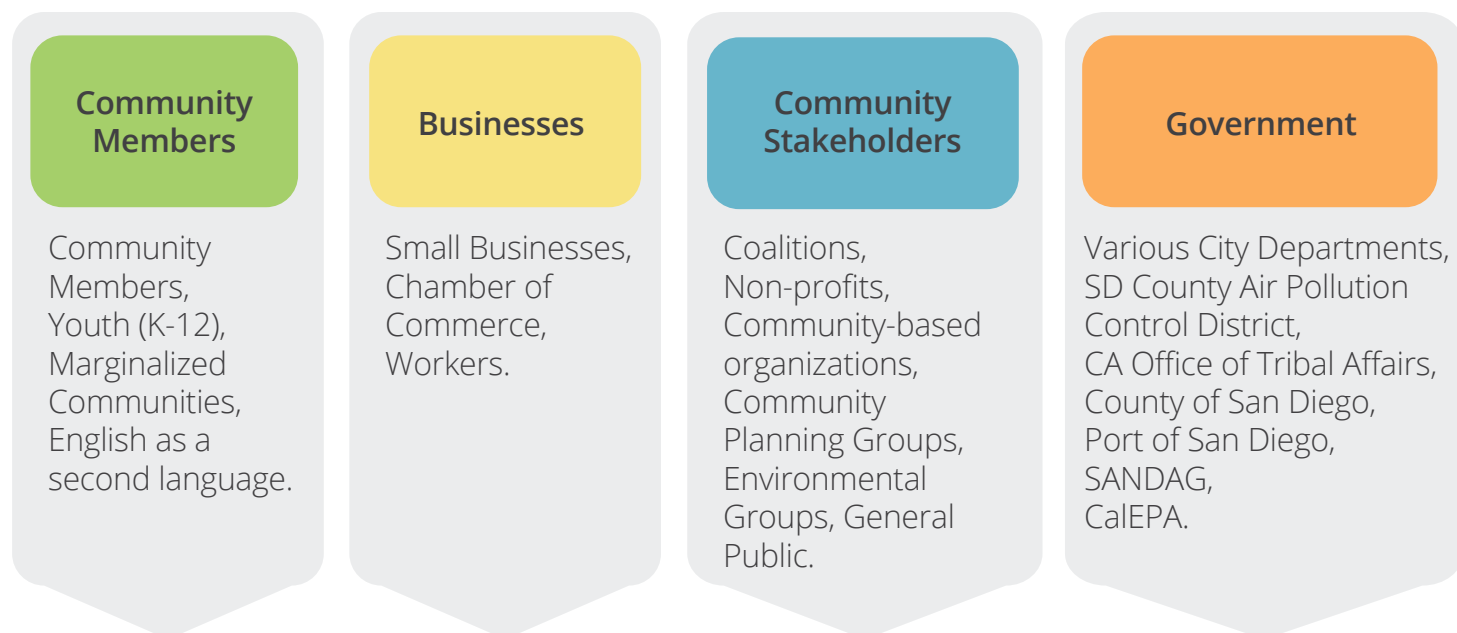 Community
Members
Community
Members,
Youth (K-12),
Marginalized
Communities,
English as a
second language.
Businesses
Small Businesses,
Chamber of
Commerce,
Workers.
Community
Stakeholders
Coalitions,
Non-profits,
Community-based
organizations,
Community
Planning Groups,
Environmental
Groups, General
Public.
Government
Various City Departments,
SD County Air Pollution
Control District,
CA Office of Tribal Affairs,
County of San Diego,
Port of San Diego,
SANDAG,
CalEPA.